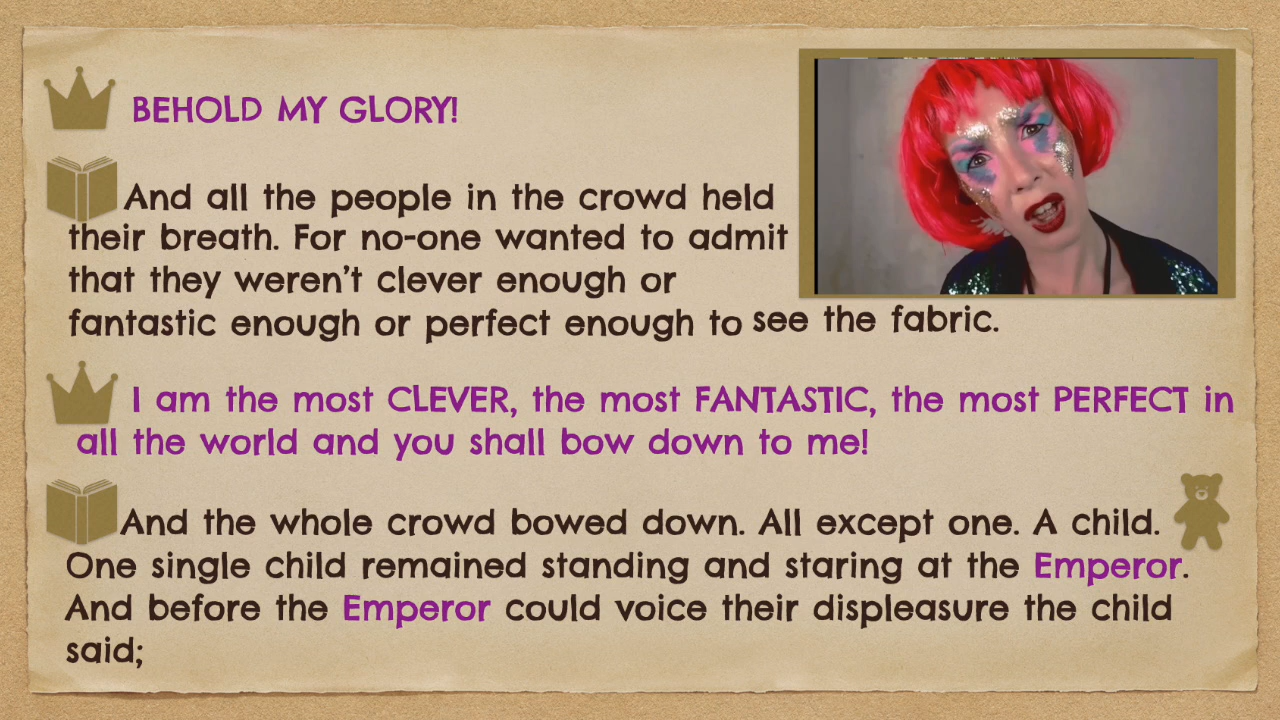 BEHOLD MY GLORY!
And all the people in the crowd held
their breath. For no-one wanted to admit
that they weren't clever enough or
fantastic enough or perfect enough to see the fabric.
I am the most CLEVER, the most FANTASTIC, the most PERFECT in
all the world and you shall bow down to me!
And the whole crowd bowed down. All except one. A child.
One single child remained standing and staring at the Emperor.
And before the Emperor could voice their displeasure the child
said;